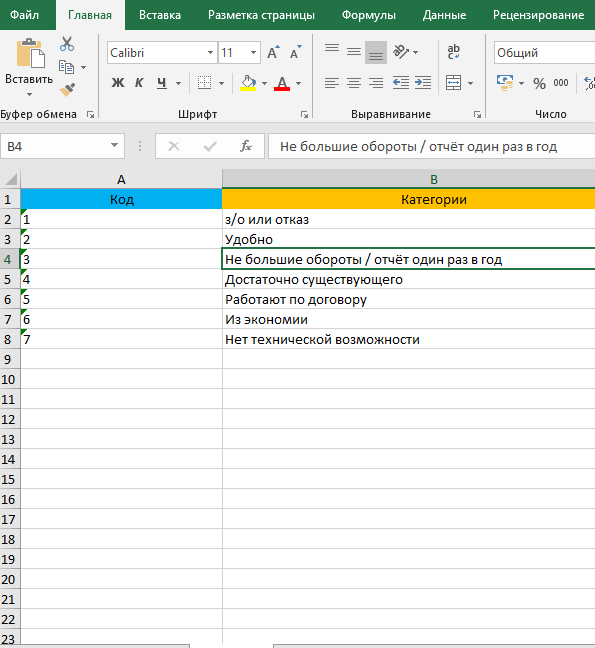 Файл Главная Вставка Разметка страницы Формулы Данные Рецензирование
Calibri 11 Общий
Вставить Ж К Ч А % 000
Буфер обмена Шрифт Выравнивание Число
B4 fx Не большие обороты / отчёт один раз в год
A B
1 Код Категории
2 1 з/о или отказ
3 2 Удобно
4 3 Не большие обороты / отчёт один раз в год
5 4 Достаточно существующего
6 5 Работают по договору
7 6 Из экономии
8 7 Нет технической возможности
9
10
11
12
13
14
15
16
17
18
19
20
21
22
23